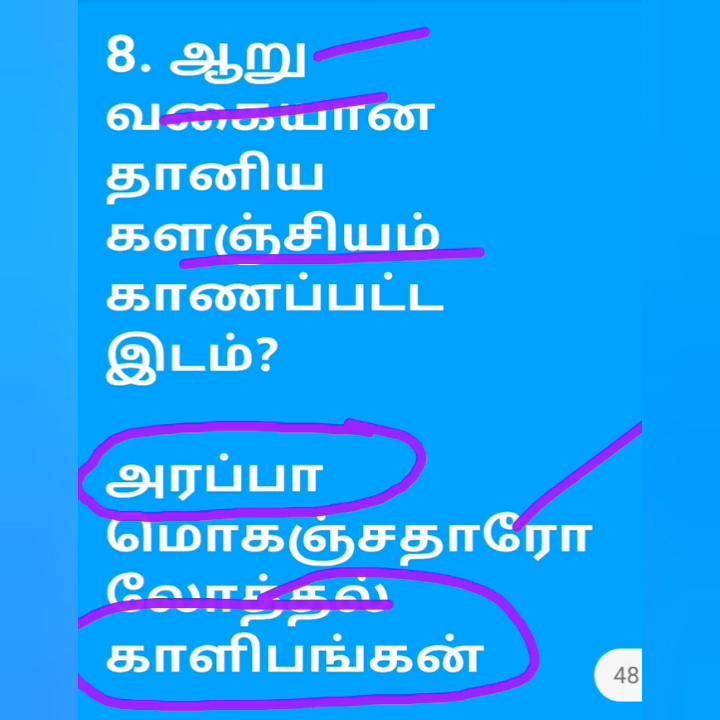 8. ஆறு
வகையான
தானிய
களஞ்சியம்
காணப்பட்ட
இடம்?
அரப்பா
மொகஞ்சதாரோ
லோத்தல்
காளிபங்கன்
48